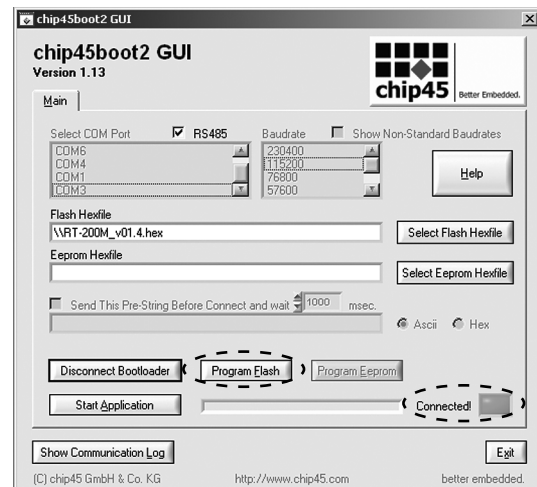 chip45boot2 GUI
chip45boot2 GUI
Version 1.13
chip45 Better Embedded.
Main
Select COM Port RS485 Baudrate Show Non-Standard Baudrates
COM6 230400
COM4 115200
COM1 76800
COM3 57600
Help
Flash Hexfile
\\RT-200M_v01.4.hex Select Flash Hexfile
Eeprom Hexfile
Select Eeprom Hexfile
Send This Pre-String Before Connect and wait 1000 msec.
Ascii Hex
Disconnect Bootloader Program Flash Program Eeprom
Start Application Connected!
Show Communication Log Exit
(C) chip45 GmbH & Co. KG http://www.chip45.com better embedded.